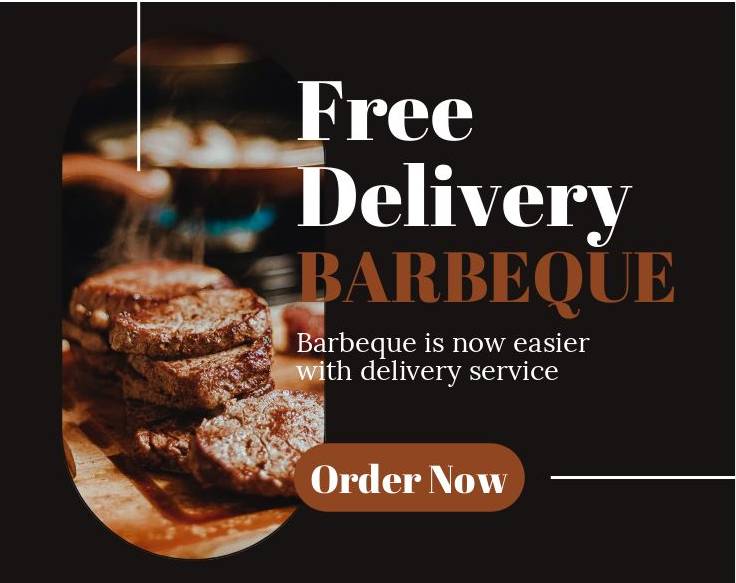 Free
Delivery
BARBEQUE
Barbeque is now easier
with delivery service
Order Now